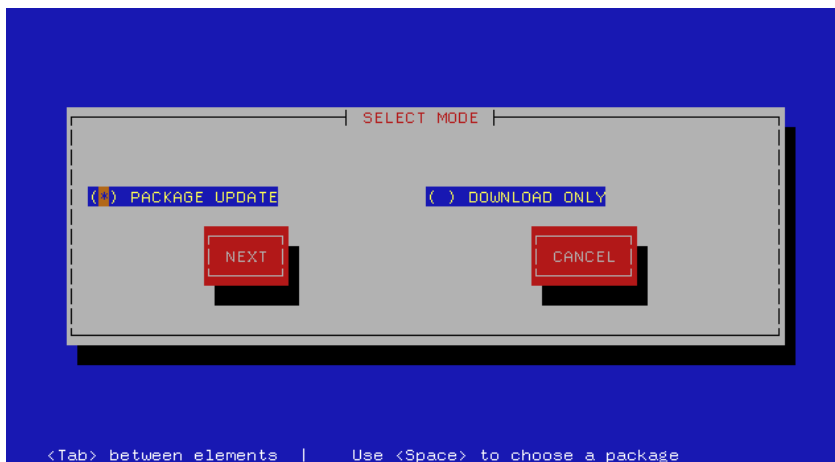 SELECT MODE
(*) PACKAGE UPDATE ( ) DOWNLOAD ONLY
NEXT CANCEL
<Tab> between elements | Use <Space> to choose a package